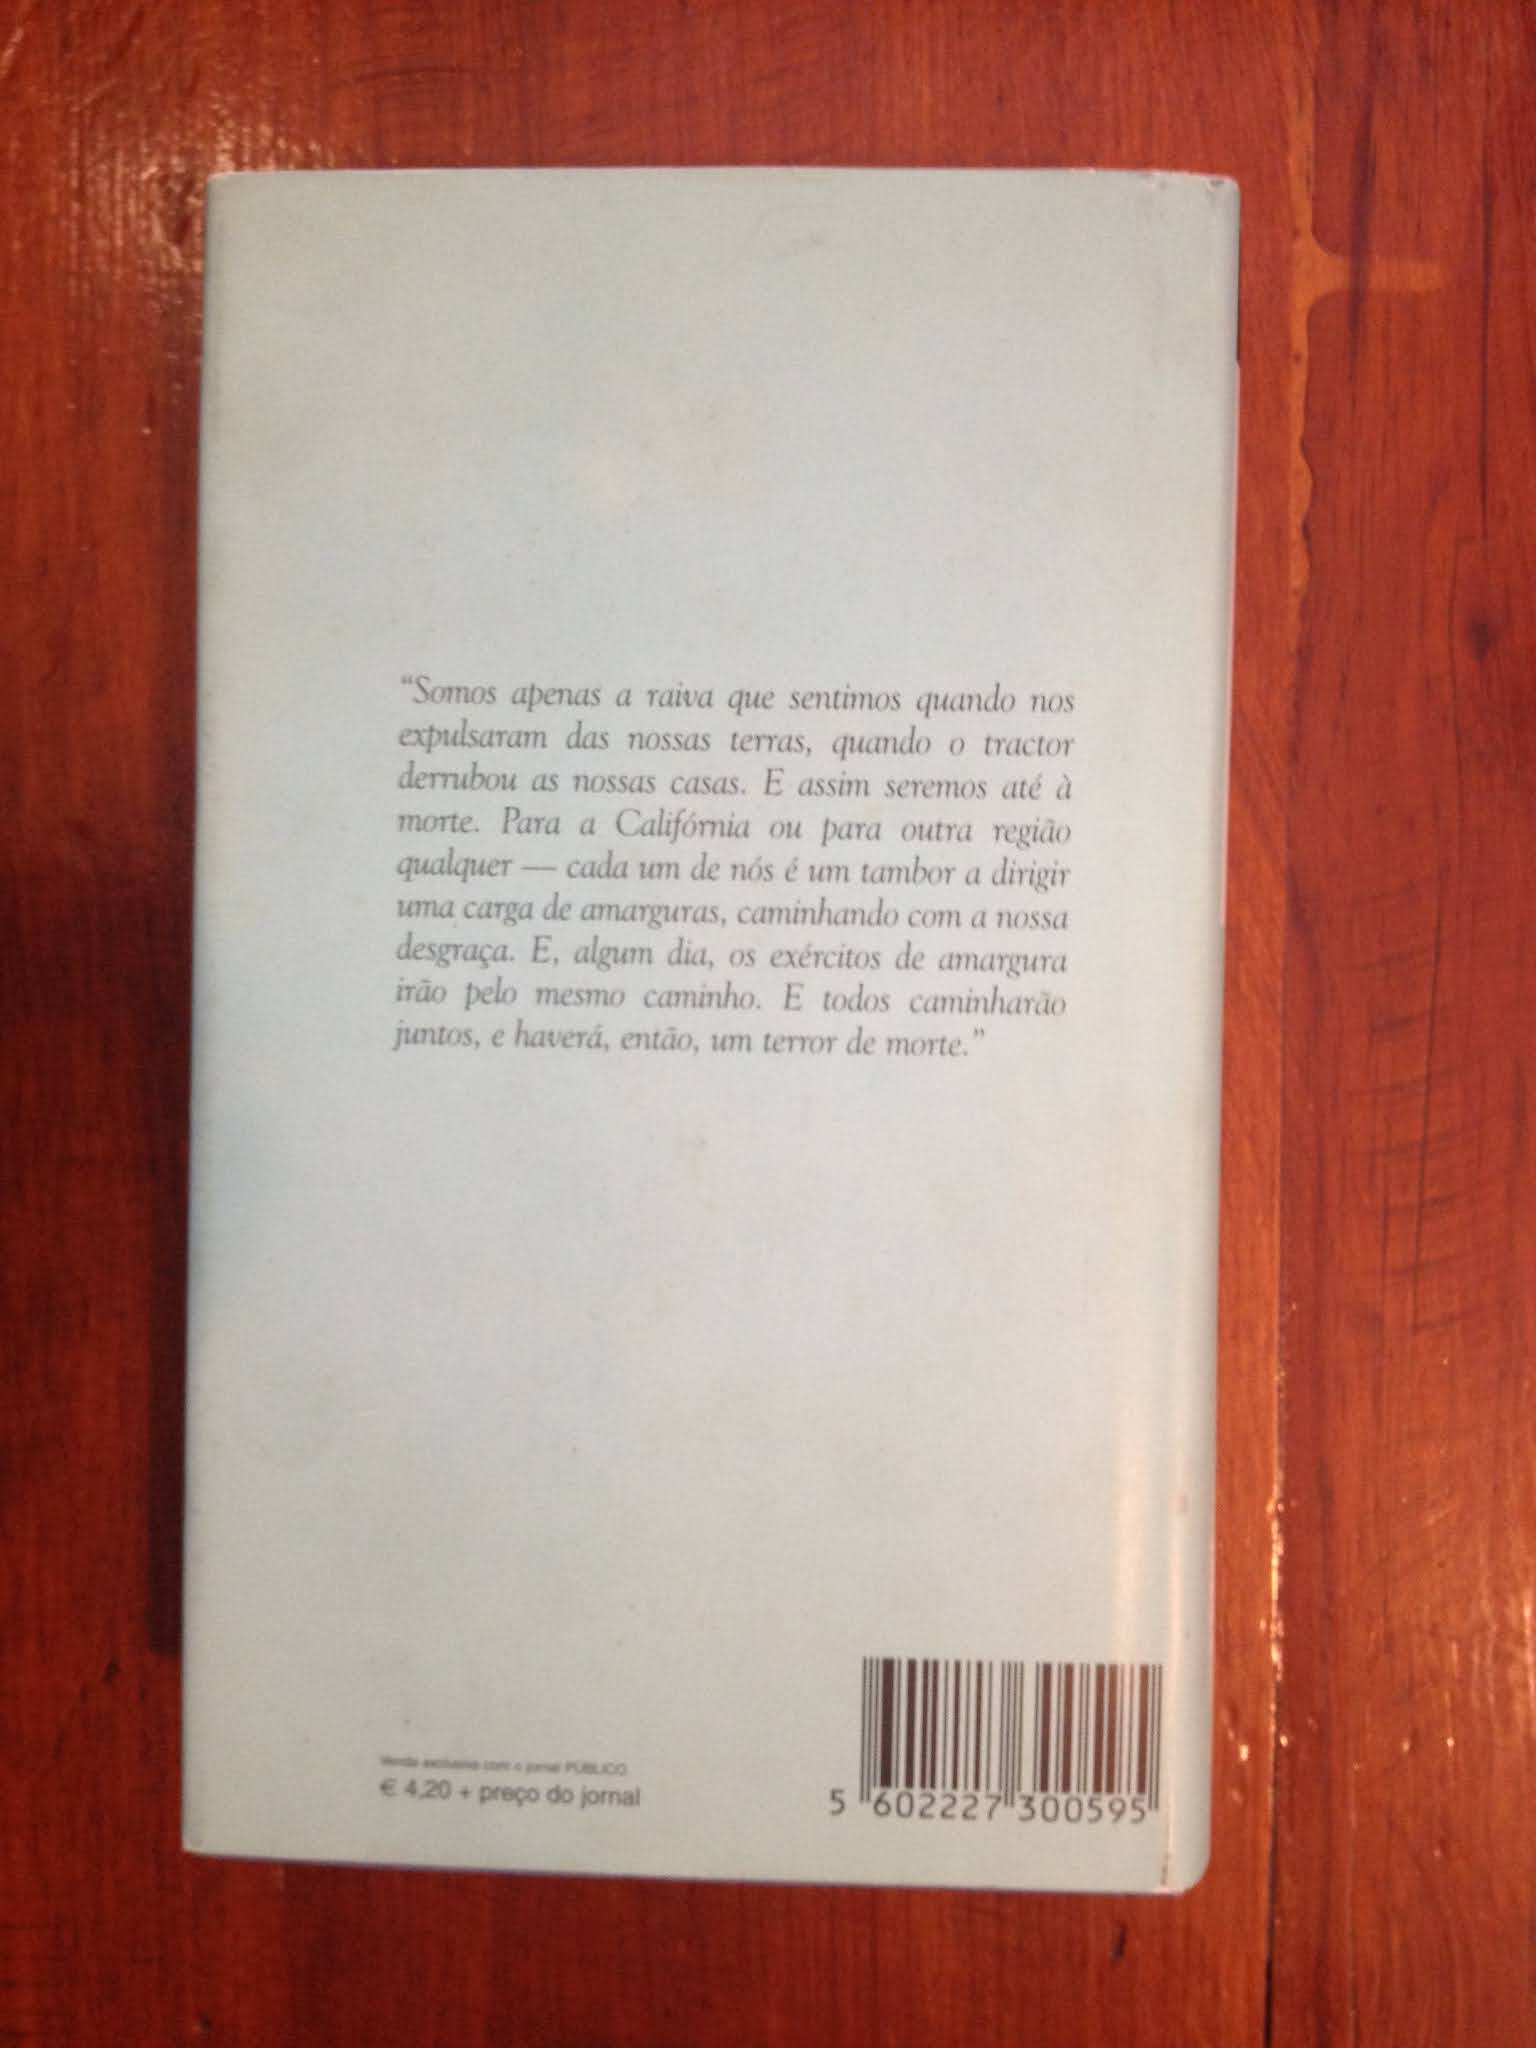 “Somos apenas a raiva que sentimos quando nos
expulsaram das nossas terras, quando o tractor
derrubou as nossas casas. E assim seremos até à
morte. Para a Califórnia ou para outra região
qualquer — cada um de nós é um tambor a dirigir
uma carga de amarguras, caminhando com a nossa
desgraça. E, algum dia, os exércitos de amargura
irão pelo mesmo caminho. E todos caminharão
juntos, e haverá, então, um terror de morte.”
Venda exclusiva com o jornal PÚBLICO
€ 4,20 + preço do jornal
5 602227 300595